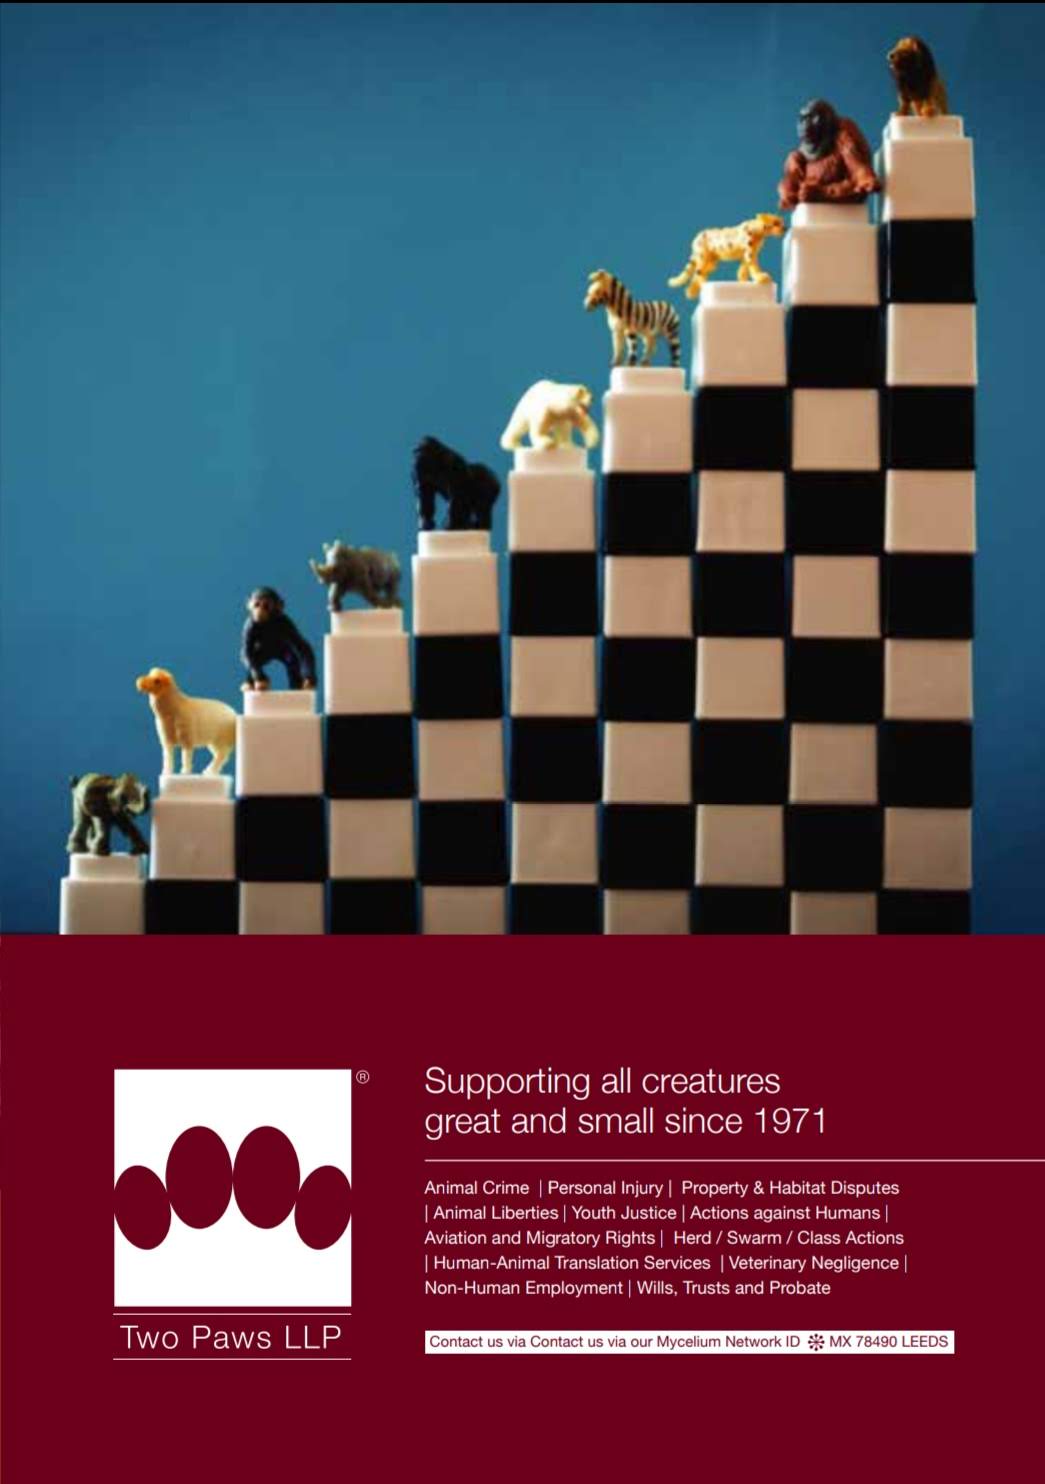 ®
Supporting all creatures
great and small since 1971
Animal Crime | Personal Injury | Property & Habitat Disputes
| Animal Liberties | Youth Justice | Actions against Humans |
Aviation and Migratory Rights | Herd / Swarm / Class Actions
| Human-Animal Translation Services | Veterinary Negligence |
Non-Human Employment | Wills, Trusts and Probate
Two Paws LLP
Contact us via Contact us via our Mycelium Network ID MX 78490 LEEDS